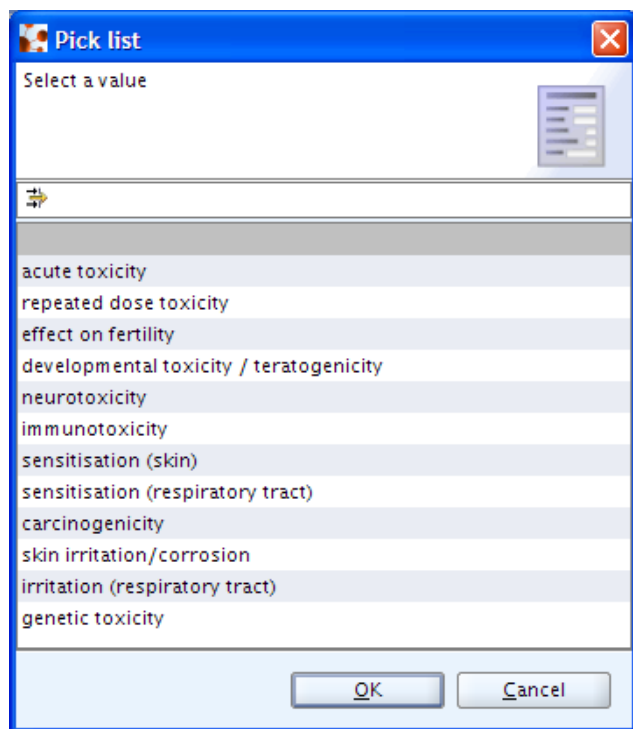 Pick list
Select a value
acute toxicity
repeated dose toxicity
effect on fertility
developmental toxicity / teratogenicity
neurotoxicity
immunotoxicity
sensitisation (skin)
sensitisation (respiratory tract)
carcinogenicity
skin irritation/corrosion
irritation (respiratory tract)
genetic toxicity
OK Cancel